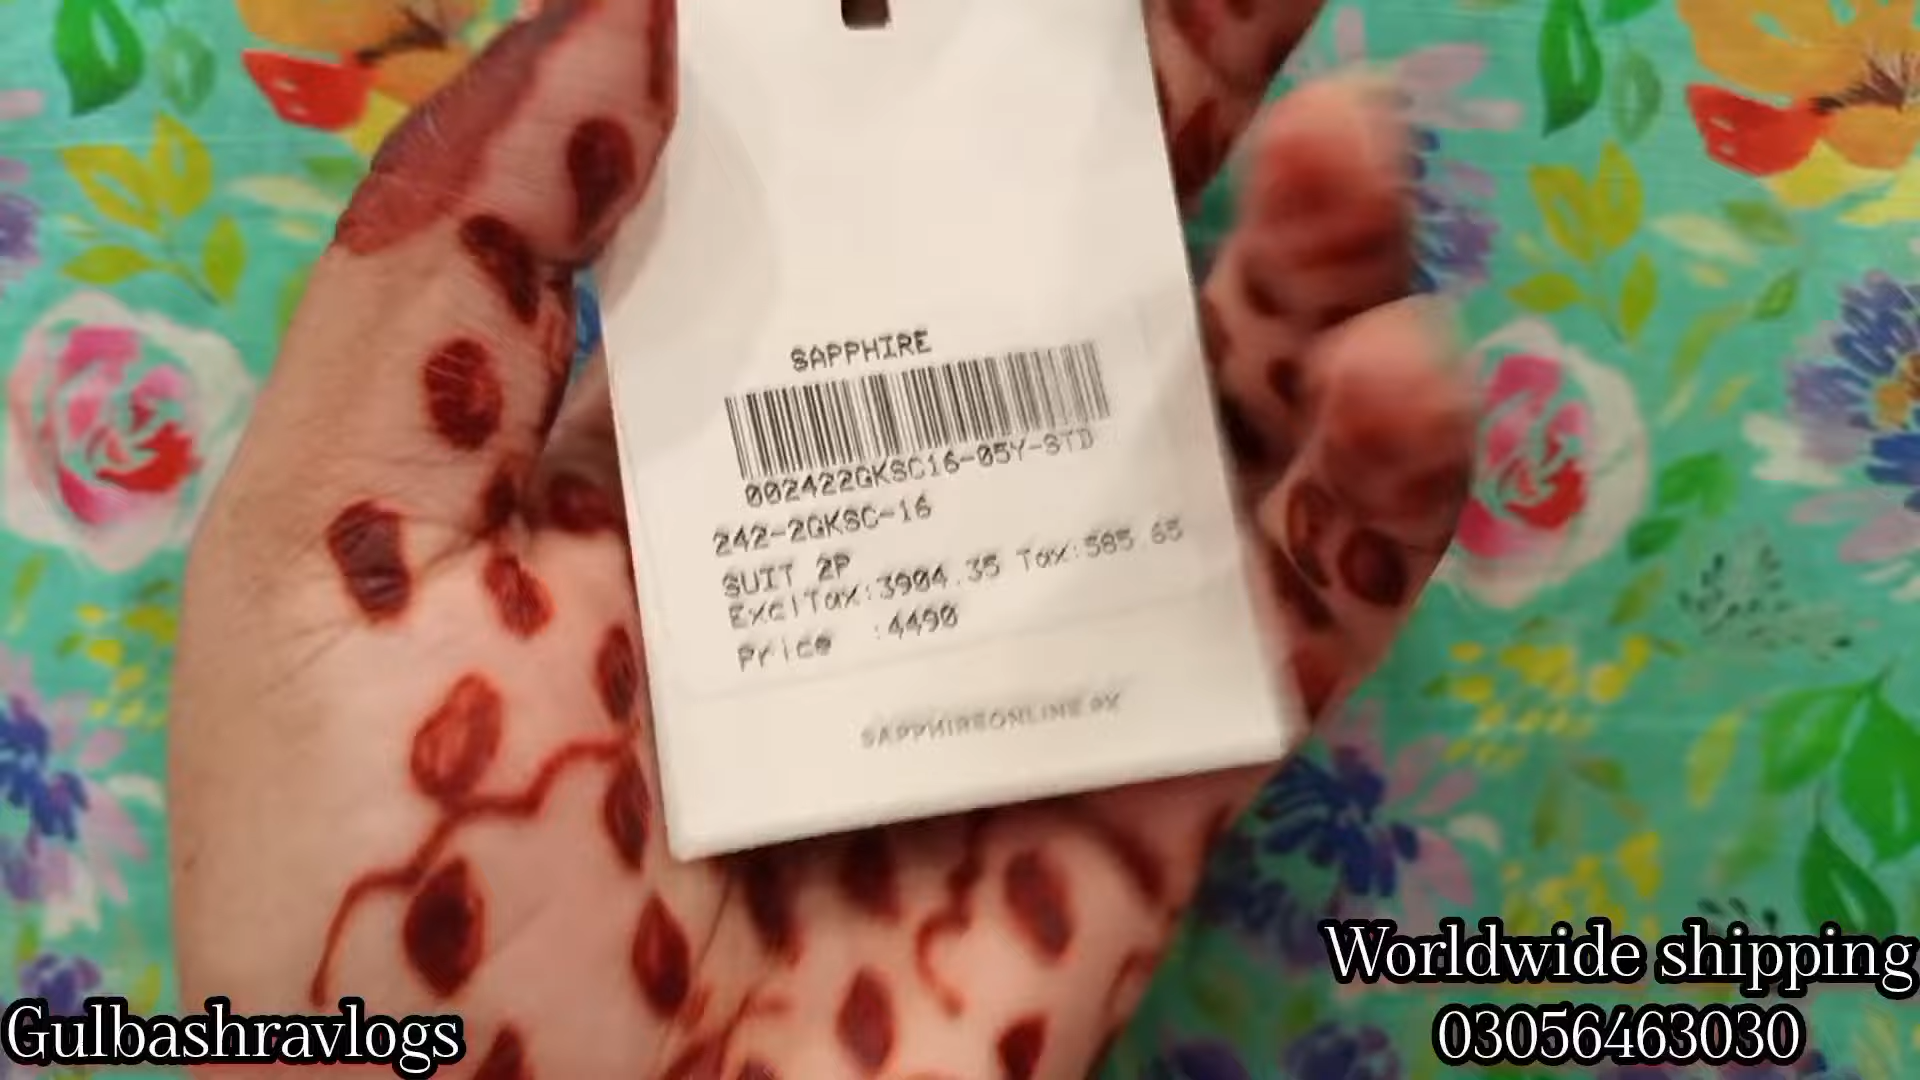 SAPPHIRE
002422GKSC16-05Y-STD
242-2GKSC-16
SUIT 2P
ExclTax:3904.35 Tax:585.65
Price :4490
SAPPHIREONLINE.PK
Worldwide shipping
Gulbashravlogs
03056463030